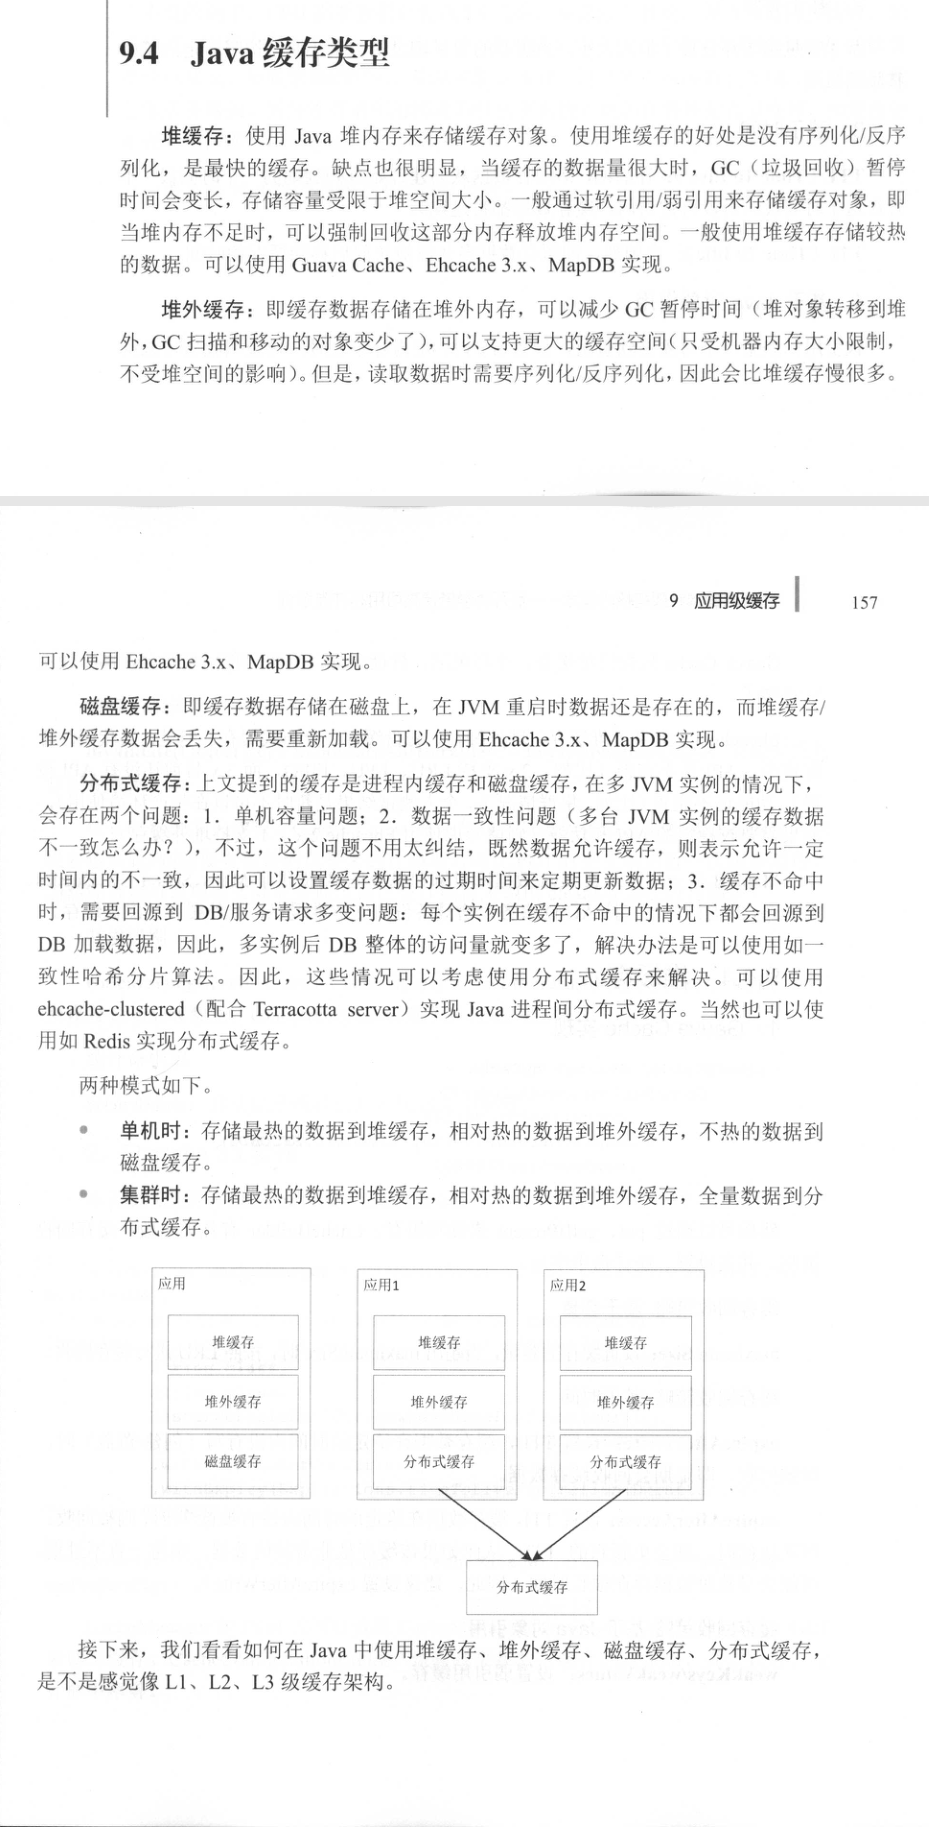 9.4 Java 缓存类型
堆缓存：使用 Java 堆内存来存储缓存对象。使用堆缓存的好处是没有序列化/反序
列化，是最快的缓存。缺点也很明显，当缓存的数据量很大时，GC（垃圾回收）暂停
时间会变长，存储容量受限于堆空间大小。一般通过软引用/弱引用来存储缓存对象，即
当堆内存不足时，可以强制回收这部分内存释放堆内存空间。一般使用堆缓存存储较热
的数据。可以使用 Guava Cache、Ehcache 3.x、MapDB 实现。
堆外缓存：即缓存数据存储在堆外内存，可以减少 GC 暂停时间（堆对象转移到堆
外，GC 扫描和移动的对象变少了），可以支持更大的缓存空间（只受机器内存大小限制，
不受堆空间的影响）。但是，读取数据时需要序列化/反序列化，因此会比堆缓存慢很多。
9 应用级缓存 157
可以使用 Ehcache 3.x、MapDB 实现。
磁盘缓存：即缓存数据存储在磁盘上，在 JVM 重启时数据还是存在的，而堆缓存/
堆外缓存数据会丢失，需要重新加载。可以使用 Ehcache 3.x、MapDB 实现。
分布式缓存：上文提到的缓存是进程内缓存和磁盘缓存，在多 JVM 实例的情况下，
会存在两个问题：1．单机容量问题；2．数据一致性问题（多台 JVM 实例的缓存数据
不一致怎么办？），不过，这个问题不用太纠结，既然数据允许缓存，则表示允许一定
时间内的不一致，因此可以设置缓存数据的过期时间来定期更新数据；3．缓存不命中
时，需要回源到 DB/服务请求多变问题：每个实例在缓存不命中的情况下都会回源到
DB 加载数据，因此，多实例后 DB 整体的访问量就变多了，解决办法是可以使用如一
致性哈希分片算法。因此，这些情况可以考虑使用分布式缓存来解决。可以使用
ehcache-clustered（配合 Terracotta server）实现 Java 进程间分布式缓存。当然也可以使
用如 Redis 实现分布式缓存。
两种模式如下。
● 单机时：存储最热的数据到堆缓存，相对热的数据到堆外缓存，不热的数据到
磁盘缓存。
● 集群时：存储最热的数据到堆缓存，相对热的数据到堆外缓存，全量数据到分
布式缓存。
应用 应用1 应用2
堆缓存 堆缓存 堆缓存
堆外缓存 堆外缓存 堆外缓存
磁盘缓存 分布式缓存 分布式缓存
分布式缓存
接下来，我们看看如何在 Java 中使用堆缓存、堆外缓存、磁盘缓存、分布式缓存，
是不是感觉像 L1、L2、L3 级缓存架构。